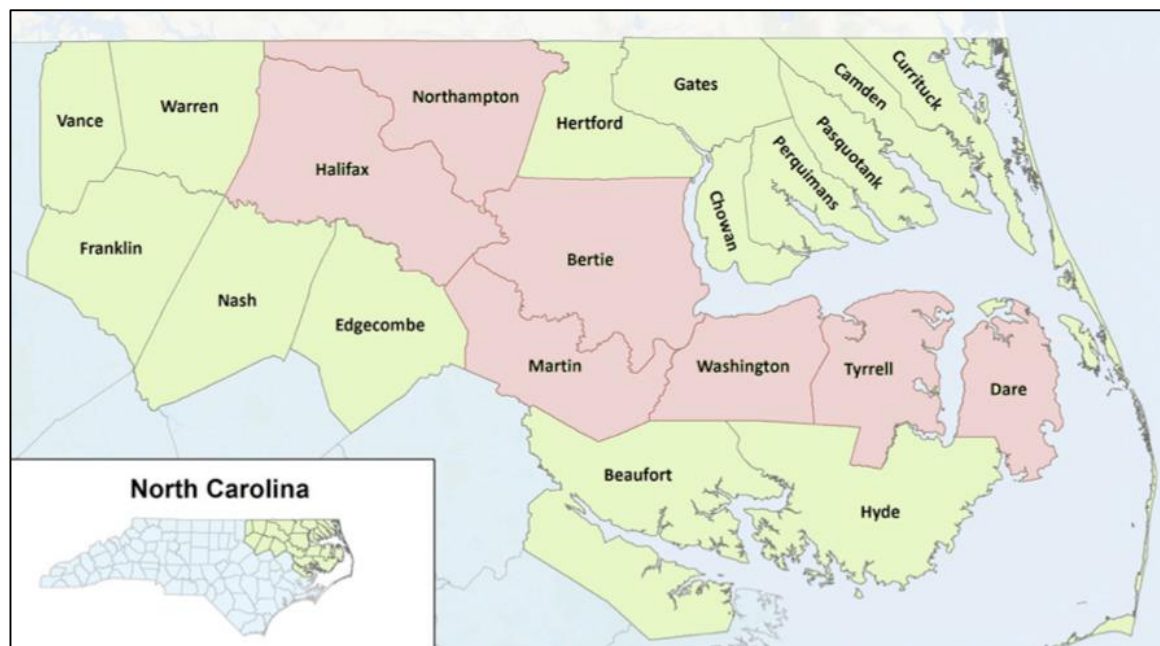 Vance
Warren
Northampton
Halifax
Hertford
Gates
Camden
Currituck
Pasquotank
Perquimans
Chowan
Franklin
Nash
Edgecombe
Bertie
Martin
Washington
Tyrrell
Dare
Beaufort
Hyde
North Carolina